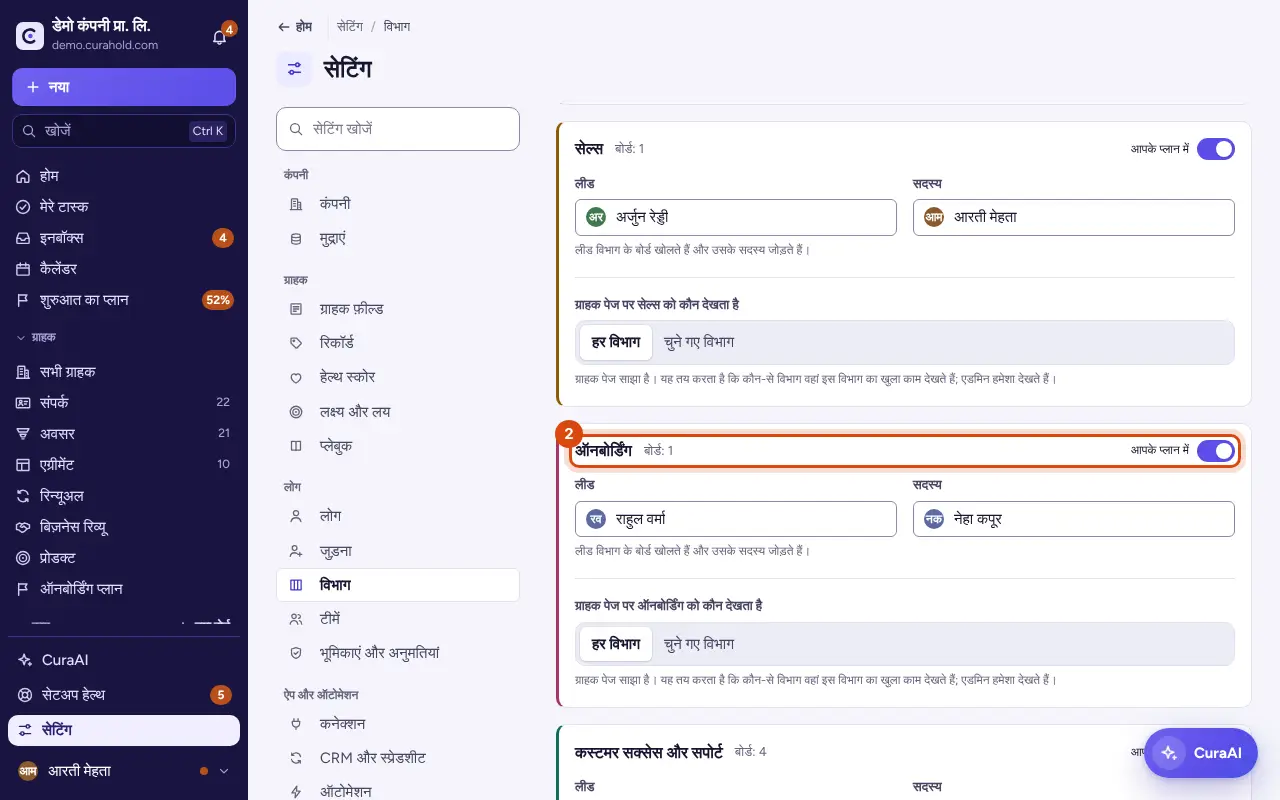 डेमो कंपनी प्रा. लि.
demo.curahold.com
4
+ नया
खोजें Ctrl K
होम
मेरे टास्क
इनबॉक्स 4
कैलेंडर
शुरुआत का प्लान 52%
ग्राहक
सभी ग्राहक
संपर्क 22
अवसर 21
एग्रीमेंट 10
रिन्यूअल
बिज़नेस रिव्यू
प्रोडक्ट
ऑनबोर्डिंग प्लान
CuraAI
सेटअप हेल्थ 5
सेटिंग
आम आरती मेहता
← होम सेटिंग / विभाग
सेटिंग
सेटिंग खोजें
कंपनी
कंपनी
मुद्राएं
ग्राहक
ग्राहक फ़ील्ड
रिकॉर्ड
हेल्थ स्कोर
लक्ष्य और लय
प्लेबुक
लोग
लोग
जुड़ना
विभाग
टीमें
भूमिकाएं और अनुमतियां
ऐप और ऑटोमेशन
कनेक्शन
CRM और स्प्रेडशीट
ऑटोमेशन
सेल्स बोर्ड: 1 आपके प्लान में
लीड सदस्य
अर अर्जुन रेड्डी आम आरती मेहता
लीड विभाग के बोर्ड खोलते हैं और उसके सदस्य जोड़ते हैं।
ग्राहक पेज पर सेल्स को कौन देखता है
हर विभाग चुने गए विभाग
ग्राहक पेज साझा है। यह तय करता है कि कौन-से विभाग वहां इस विभाग का खुला काम देखते हैं; एडमिन हमेशा देखते हैं।
2
ऑनबोर्डिंग बोर्ड: 1 आपके प्लान में
लीड सदस्य
रव राहुल वर्मा नक नेहा कपूर
लीड विभाग के बोर्ड खोलते हैं और उसके सदस्य जोड़ते हैं।
ग्राहक पेज पर ऑनबोर्डिंग को कौन देखता है
हर विभाग चुने गए विभाग
ग्राहक पेज साझा है। यह तय करता है कि कौन-से विभाग वहां इस विभाग का खुला काम देखते हैं; एडमिन हमेशा देखते हैं।
कस्टमर सक्सेस और सपोर्ट बोर्ड: 4
लीड सदस्य
CuraAI